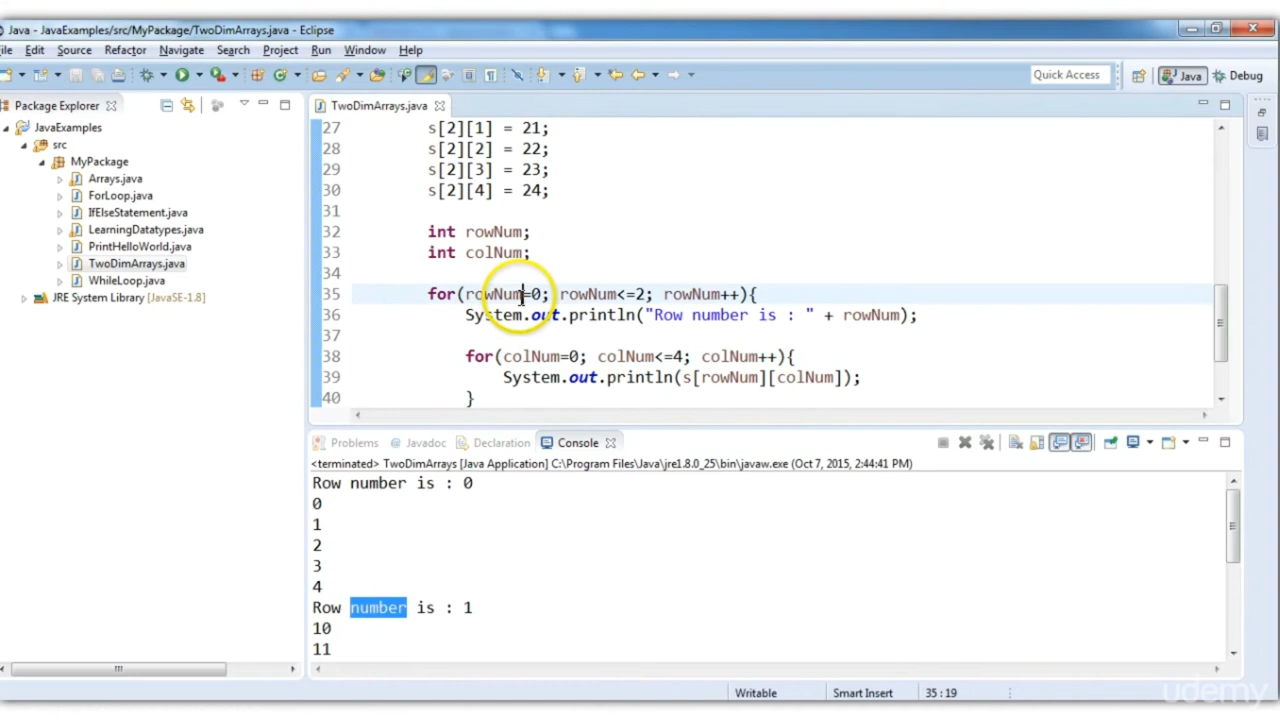 Java - JavaExamples/src/MyPackage/TwoDimArrays.java - Eclipse
ile Edit Source Refactor Navigate Search Project Run Window Help
Quick Access Java Debug
Package Explorer
JavaExamples
src
MyPackage
Arrays.java
ForLoop.java
IfElseStatement.java
LearningDatatypes.java
PrintHelloWorld.java
TwoDimArrays.java
WhileLoop.java
JRE System Library [JavaSE-1.8]
TwoDimArrays.java
27 s[2][1] = 21;
28 s[2][2] = 22;
29 s[2][3] = 23;
30 s[2][4] = 24;
31
32 int rowNum;
33 int colNum;
34
35 for(rowNum=0; rowNum<=2; rowNum++){
36 System.out.println("Row number is : " + rowNum);
37
38 for(colNum=0; colNum<=4; colNum++){
39 System.out.println(s[rowNum][colNum]);
40 }
Problems @ Javadoc Declaration Console
<terminated> TwoDimArrays [Java Application] C:\Program Files\Java\jre1.8.0_25\bin\javaw.exe (Oct 7, 2015, 2:44:41 PM)
Row number is : 0
0
1
2
3
4
Row number is : 1
10
11
Writable Smart Insert 35 : 19
udemy